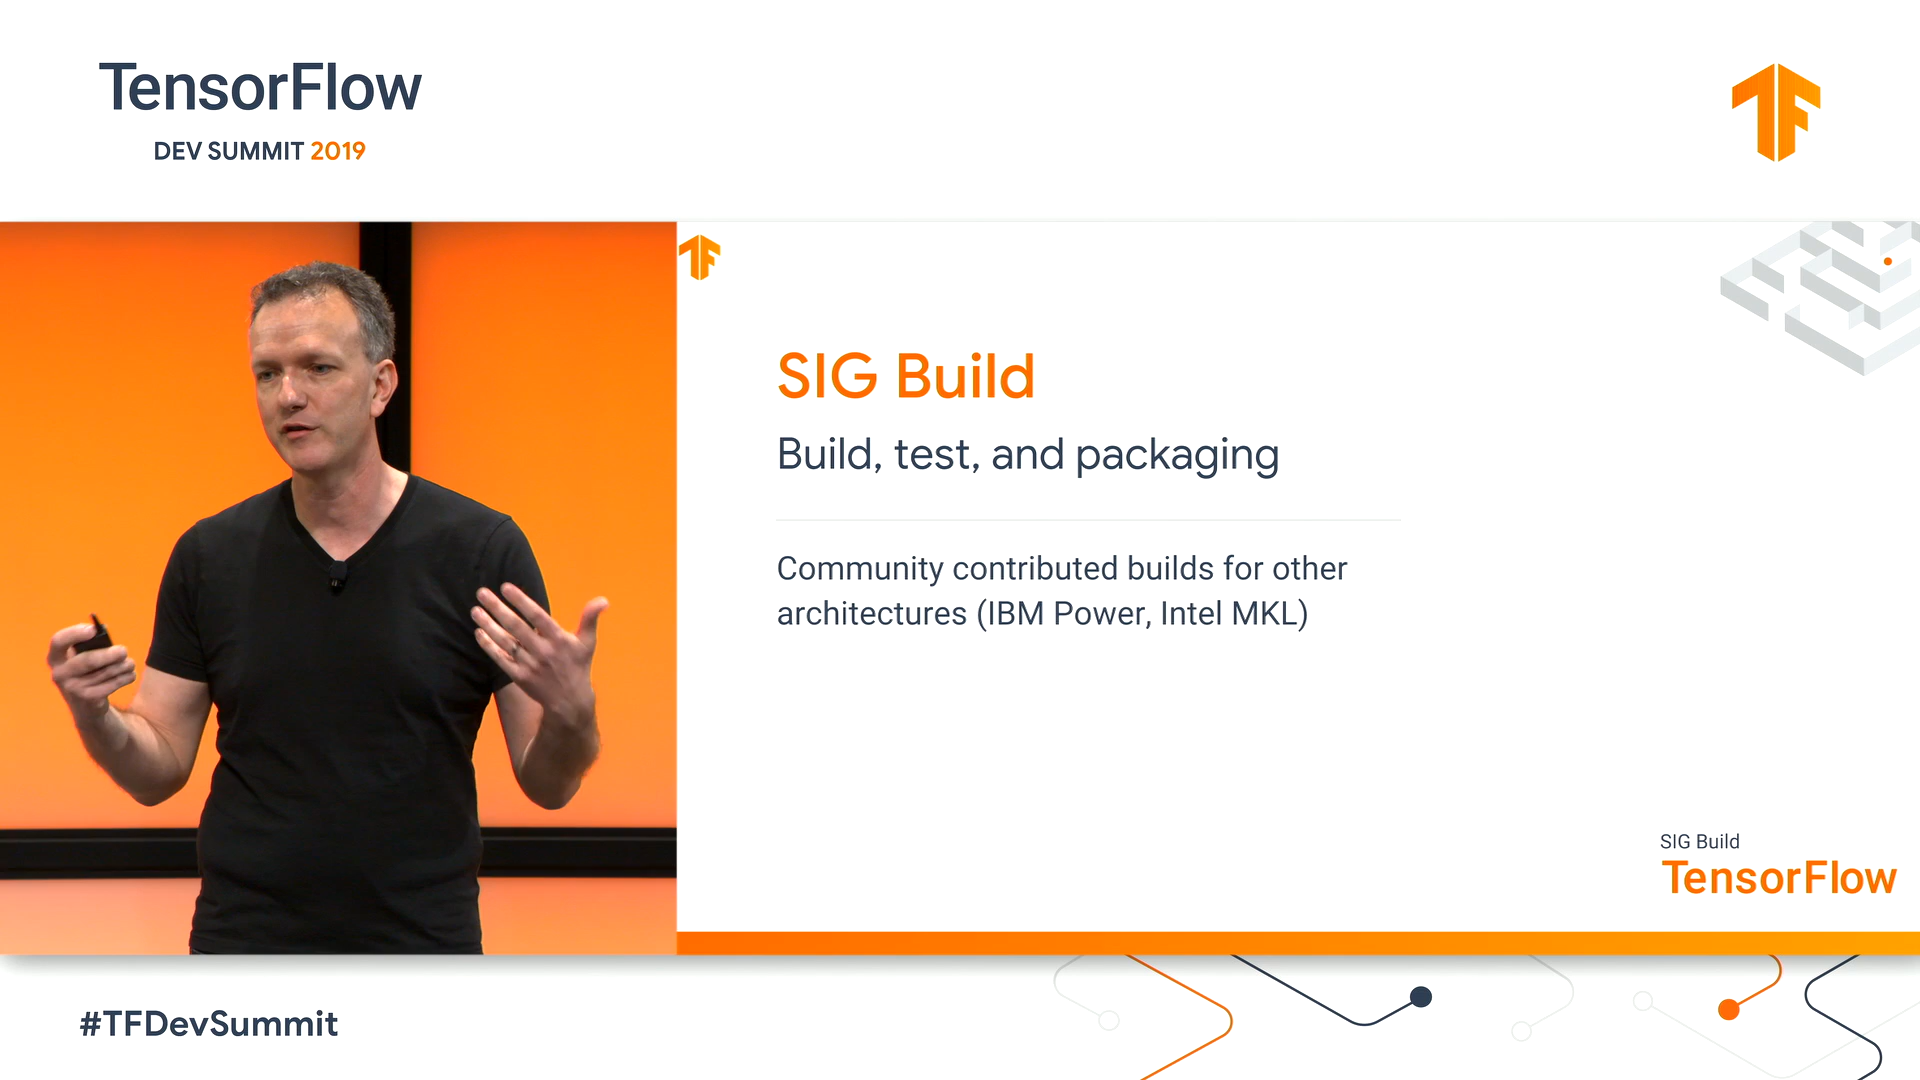 TensorFlow
DEV SUMMIT 2019
SIG Build
Build, test, and packaging
Community contributed builds for other
architectures (IBM Power, Intel MKL)
SIG Build
TensorFlow
#TFDevSummit